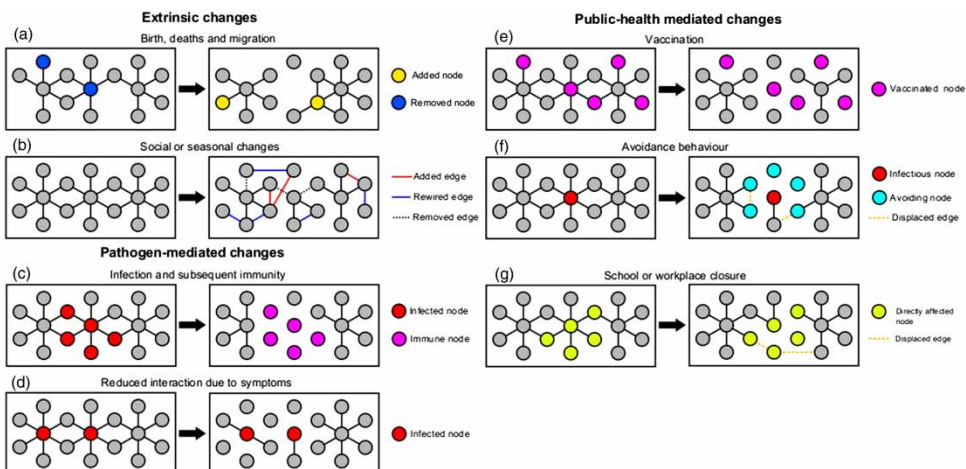 Extrinsic changes
(a)
Birth, deaths and migration
Added node
Removed node
(b)
Social or seasonal changes
Added edge
Rewired edge
Removed edge
Pathogen-mediated changes
(c)
Infection and subsequent immunity
Infected node
Immune node
(d)
Reduced interaction due to symptoms
Infected node
Public-health mediated changes
(e)
Vaccination
Vaccinated node
(f)
Avoidance behaviour
Infectious node
Avoiding node
Displaced edge
(g)
School or workplace closure
Directly affected
node
Displaced edge